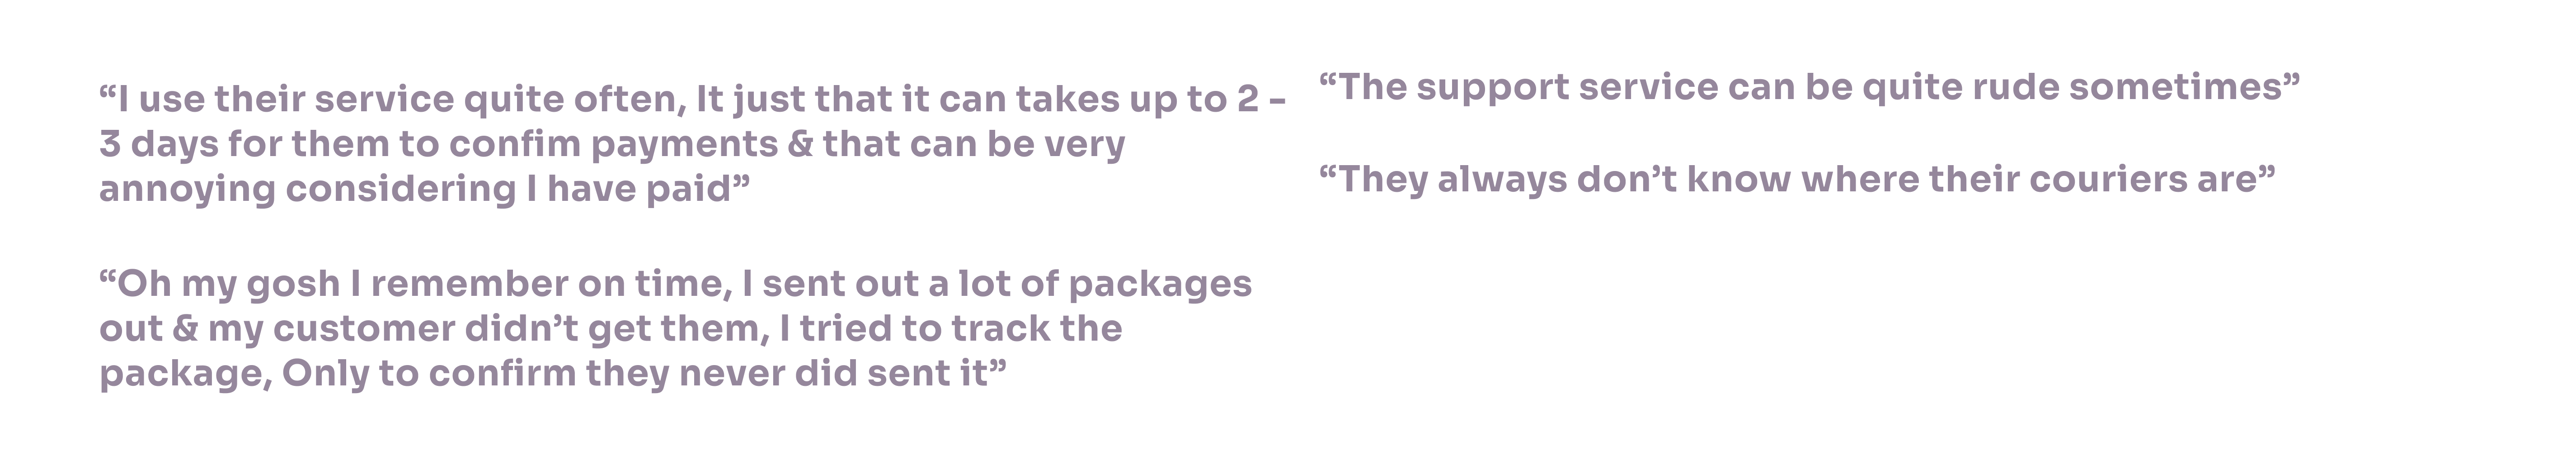 “I use their service quite often, It just that it can takes up to 2 -
3 days for them to confim payments & that can be very
annoying considering I have paid”
“Oh my gosh I remember on time, I sent out a lot of packages
out & my customer didn’t get them, I tried to track the
package, Only to confirm they never did sent it”
“The support service can be quite rude sometimes”
“They always don’t know where their couriers are”